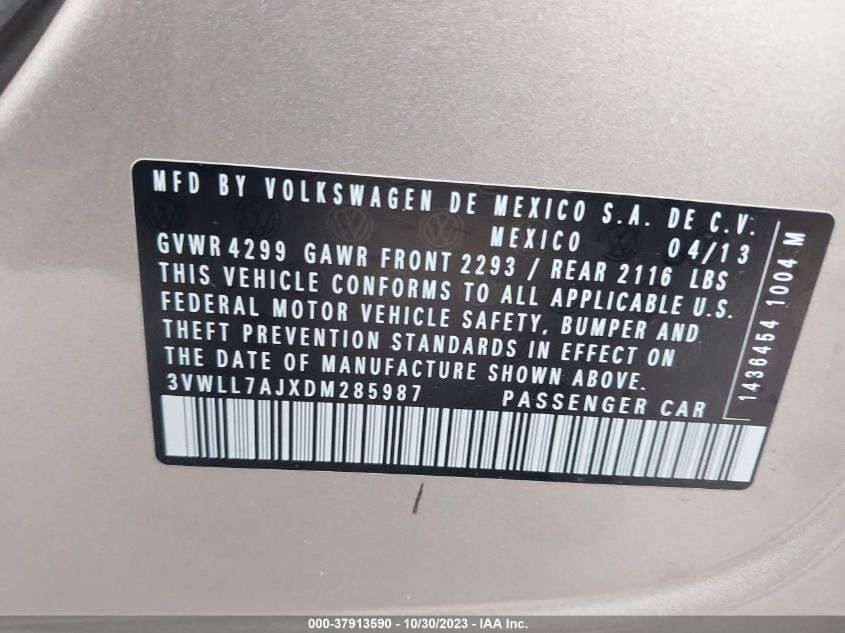 MFD BY VOLKSWAGEN DE MEXICO S.A. DE C.V.
MEXICO 04/13
GVWR 4299 GAWR FRONT 2293 / REAR 2116 LBS
THIS VEHICLE CONFORMS TO ALL APPLICABLE U.S.
FEDERAL MOTOR VEHICLE SAFETY, BUMPER AND
THEFT PREVENTION STANDARDS IN EFFECT ON
THE DATE OF MANUFACTURE SHOWN ABOVE.
3VWLL7AJXDM285987 PASSENGER CAR
1436454 1004 M
000-37913590 - 10/30/2023 - IAA Inc.